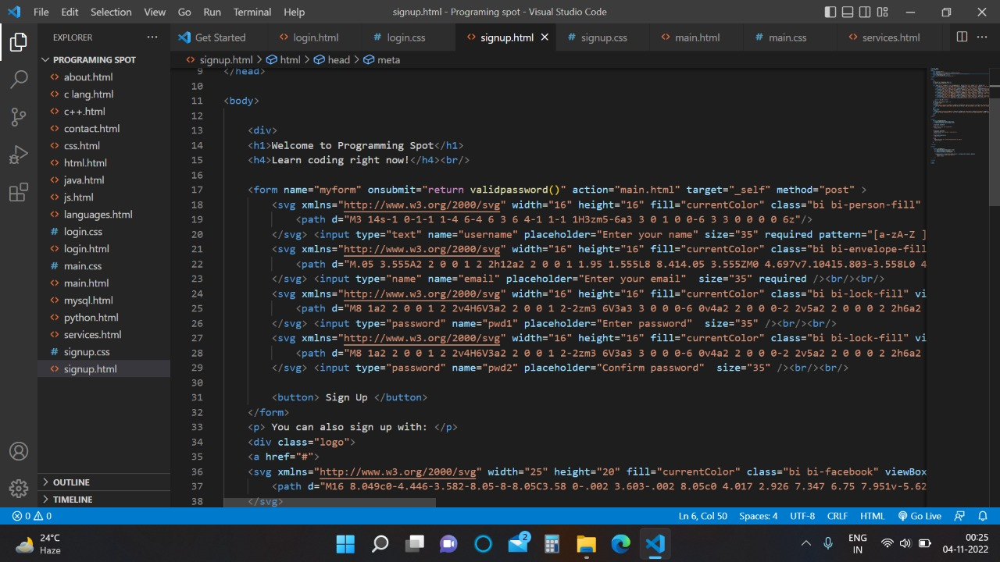 File Edit Selection View Go Run Terminal Help signup.html - Programing spot - Visual Studio Code
EXPLORER
PROGRAMING SPOT
about.html
c lang.html
c++.html
contact.html
css.html
html.html
java.html
js.html
languages.html
login.css
login.html
main.css
main.html
mysql.html
python.html
services.html
signup.css
signup.html
OUTLINE
TIMELINE
Get Started login.html login.css signup.html signup.css main.html main.css services.html
signup.html > html > head > meta
9 </head>
10
11 <body>
12
13 <div>
14 <h1>Welcome to Programming Spot</h1>
15 <h4>Learn coding right now!</h4><br/>
16
17 <form name="myform" onsubmit="return validpassword()" action="main.html" target="_self" method="post" >
18 <svg xmlns="http://www.w3.org/2000/svg" width="16" height="16" fill="currentColor" class="bi bi-person-fill"
19 <path d="M3 14s-1 0-1-1 1-4 6-4 6 3 6 4-1 1-1 1H3zm5-6a3 3 0 1 0 0-6 3 3 0 0 0 0 6z"/>
20 </svg> <input type="text" name="username" placeholder="Enter your name" size="35" required pattern="[a-zA-Z ]
21 <svg xmlns="http://www.w3.org/2000/svg" width="16" height="16" fill="currentColor" class="bi bi-envelope-fill
22 <path d="M.05 3.555A2 2 0 0 1 2 2h12a2 2 0 0 1 1.95 1.555L8 8.414.05 3.555ZM0 4.697v7.104l5.803-3.558L0 4
23 </svg> <input type="name" name="email" placeholder="Enter your email"  size="35" required /><br/><br/>
24 <svg xmlns="http://www.w3.org/2000/svg" width="16" height="16" fill="currentColor" class="bi bi-lock-fill" vi
25 <path d="M8 1a2 2 0 0 1 2 2v4H6V3a2 2 0 0 1 2-2zm3 6V3a3 3 0 0 0-6 0v4a2 2 0 0 0-2 2v5a2 2 0 0 0 2 2h6a2
26 </svg> <input type="password" name="pwd1" placeholder="Enter password"  size="35" /><br/><br/>
27 <svg xmlns="http://www.w3.org/2000/svg" width="16" height="16" fill="currentColor" class="bi bi-lock-fill" vi
28 <path d="M8 1a2 2 0 0 1 2 2v4H6V3a2 2 0 0 1 2-2zm3 6V3a3 3 0 0 0-6 0v4a2 2 0 0 0-2 2v5a2 2 0 0 0 2 2h6a2
29 </svg> <input type="password" name="pwd2" placeholder="Confirm password"  size="35" /><br/><br/>
30
31 <button> Sign Up </button>
32 </form>
33 <p> You can also sign up with: </p>
34 <div class="logo">
35 <a href="#">
36 <svg xmlns="http://www.w3.org/2000/svg" width="25" height="20" fill="currentColor" class="bi bi-facebook" viewBox
37 <path d="M16 8.049c0-4.446-3.582-8.05-8-8.05C3.58 0-.002 3.603-.002 8.05c0 4.017 2.926 7.347 6.75 7.951v-5.62
38 </svg>
0 0 Ln 6, Col 50 Spaces: 4 UTF-8 CRLF HTML Go Live
24°C
Haze
2
ENG
IN
00:25
04-11-2022